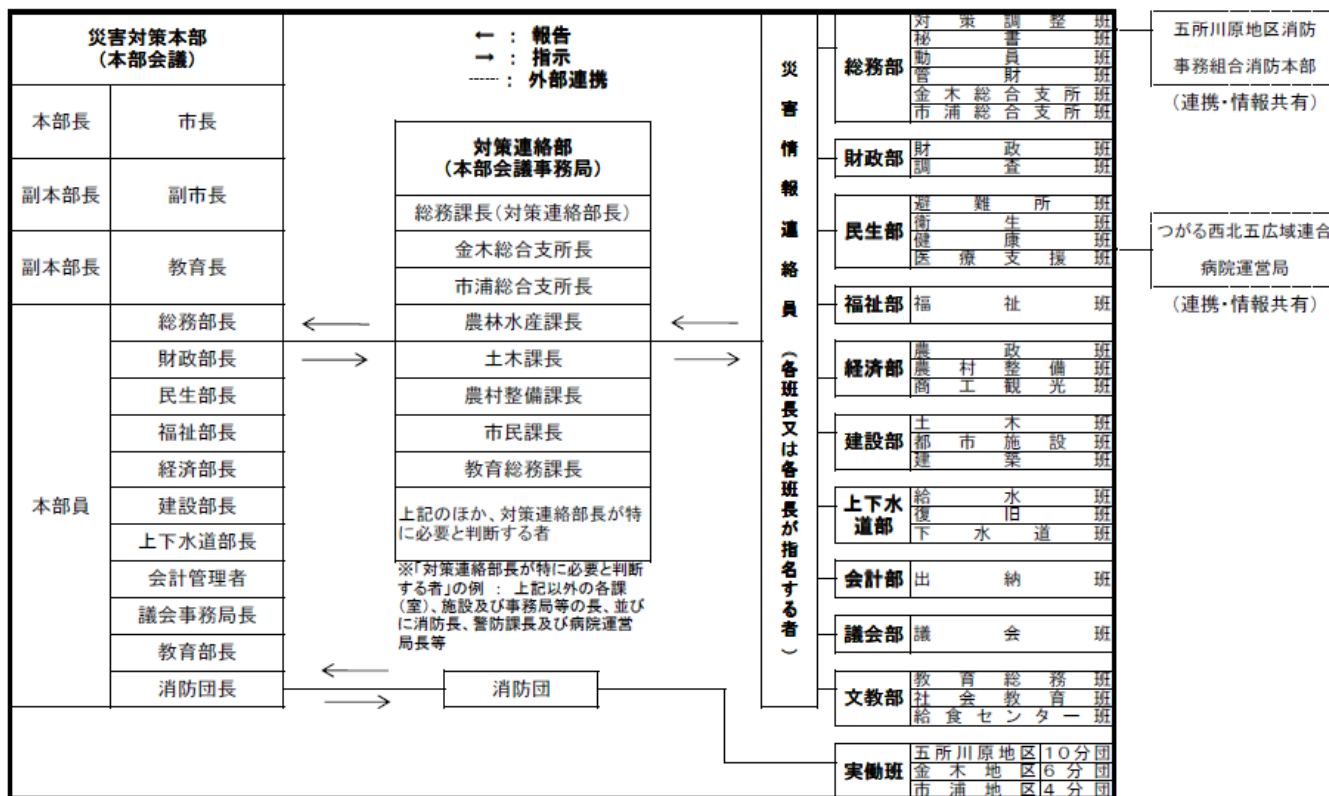 災害対策本部
(本部会議)
本部長
市長
副本部長
副市長
副本部長
教育長
本部員
総務部長
財政部長
民生部長
福祉部長
経済部長
建設部長
上下水道部長
会計管理者
議会事務局長
教育部長
消防団長
← : 報告
→ : 指示
------ : 外部連携
対策連絡部
(本部会議事務局)
総務課長(対策連絡部長)
金木総合支所長
市浦総合支所長
農林水産課長
土木課長
農村整備課長
市民課長
教育総務課長
上記のほか、対策連絡部長が特
に必要と判断する者
※「対策連絡部長が特に必要と判断
する者」の例 : 上記以外の各課
(室)、施設及び事務局等の長、並び
に消防長、警防課長及び病院運営
局長等
消防団
災害情報連絡員(各班長又は各班長が指名する者)
総務部
対策調整班
秘書班
動員班
管財班
金木総合支所班
市浦総合支所班
財政部
財政班
調査班
民生部
避難所班
衛生班
健康班
医療支援班
福祉部
福祉班
経済部
農政班
農村整備班
商工観光班
建設部
土木班
都市施設班
建築班
上下水
道部
給水班
復旧班
下水道班
会計部
出納班
議会部
議会班
文教部
教育総務班
社会教育班
給食センター班
実働班
五所川原地区 10分団
金木地区 6分団
市浦地区 4分団
五所川原地区消防
事務組合消防本部
(連携・情報共有)
つがる西北五広域連合
病院運営局
(連携・情報共有)